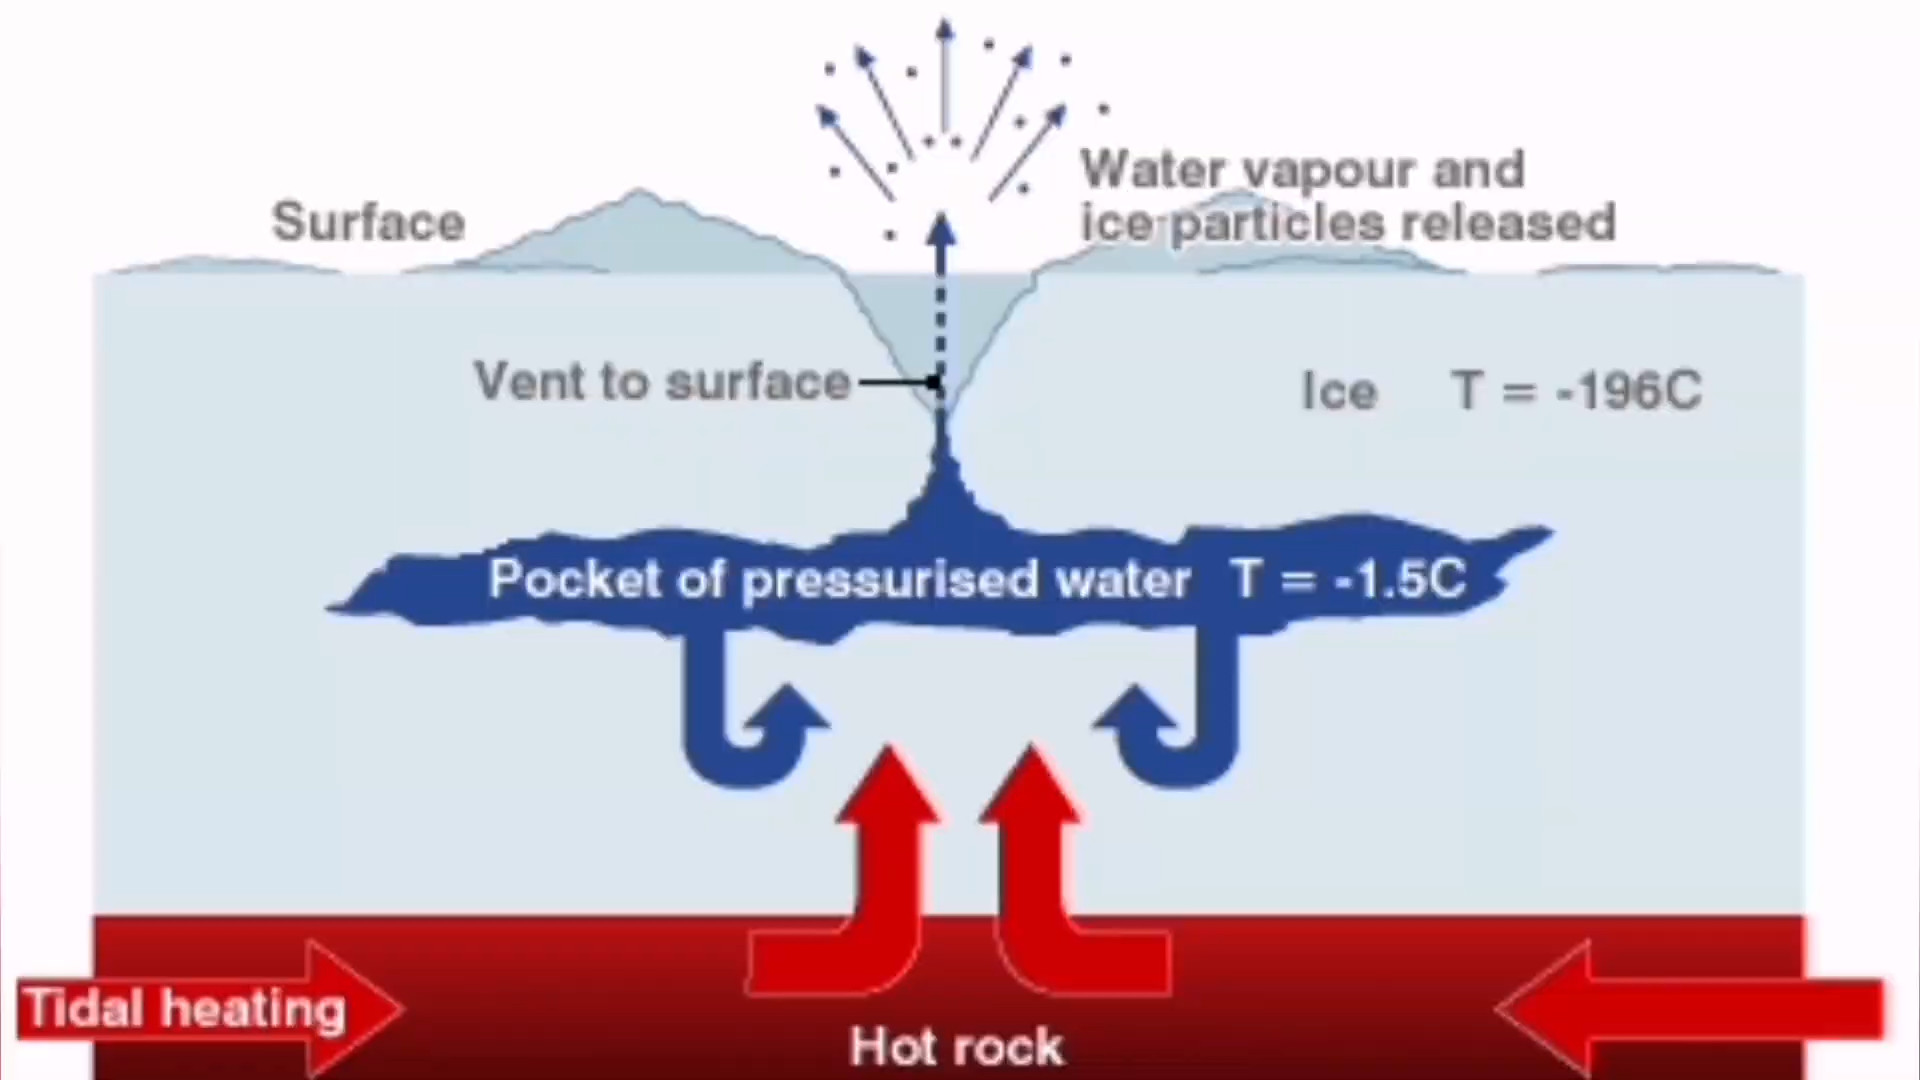 Water vapour and
ice particles released
Surface
Vent to surface
Ice T = -196C
Pocket of pressurised water T = -1.5C
Tidal heating
Hot rock